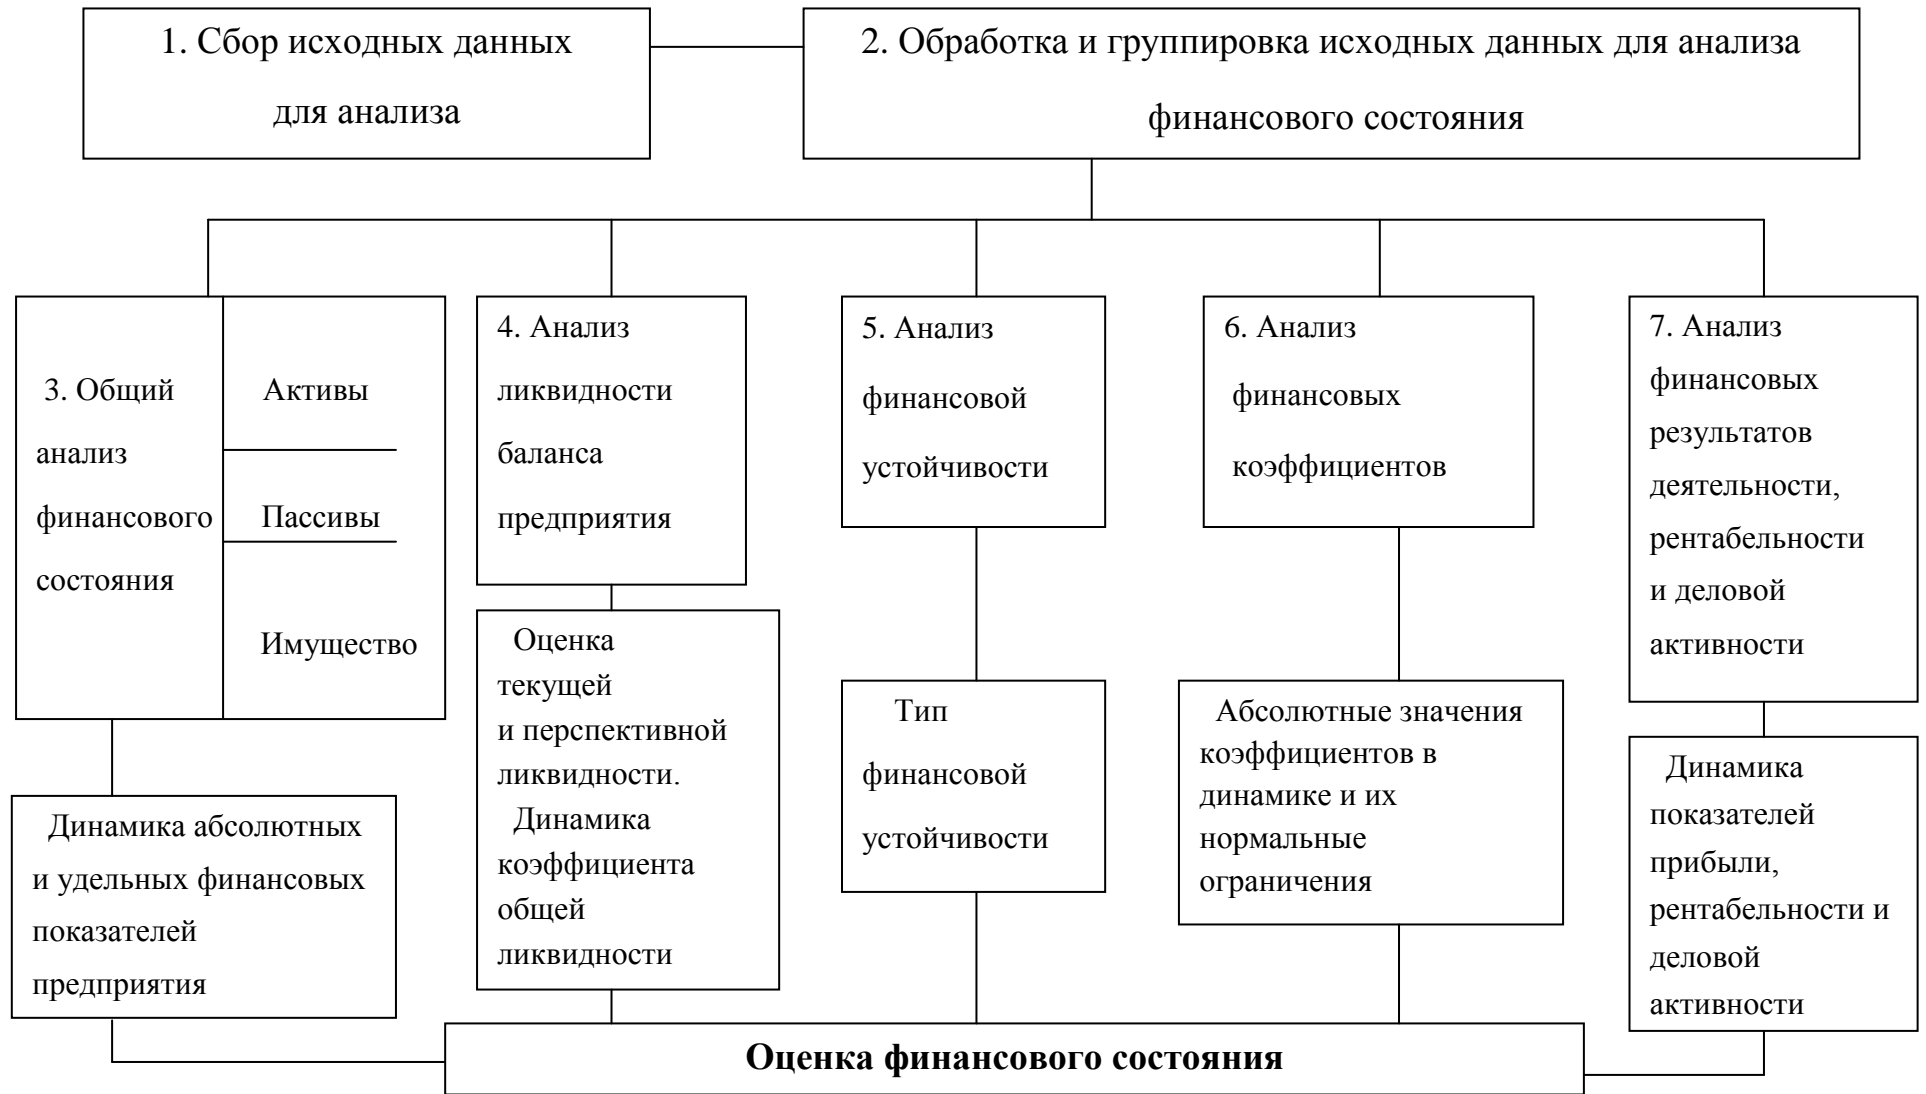 1. Сбор исходных данных
для анализа
2. Обработка и группировка исходных данных для анализа
финансового состояния
3. Общий
анализ
финансового
состояния
Активы
Пассивы
Имущество
4. Анализ
ликвидности
баланса
предприятия
5. Анализ
финансовой
устойчивости
6. Анализ
финансовых
коэффициентов
7. Анализ
финансовых
результатов
деятельности,
рентабельности
и деловой
активности
Динамика абсолютных
и удельных финансовых
показателей
предприятия
Оценка
текущей
и перспективной
ликвидности.
Динамика
коэффициента
общей
ликвидности
Тип
финансовой
устойчивости
Абсолютные значения
коэффициентов в
динамике и их
нормальные
ограничения
Динамика
показателей
прибыли,
рентабельности и
деловой
активности
Оценка финансового состояния